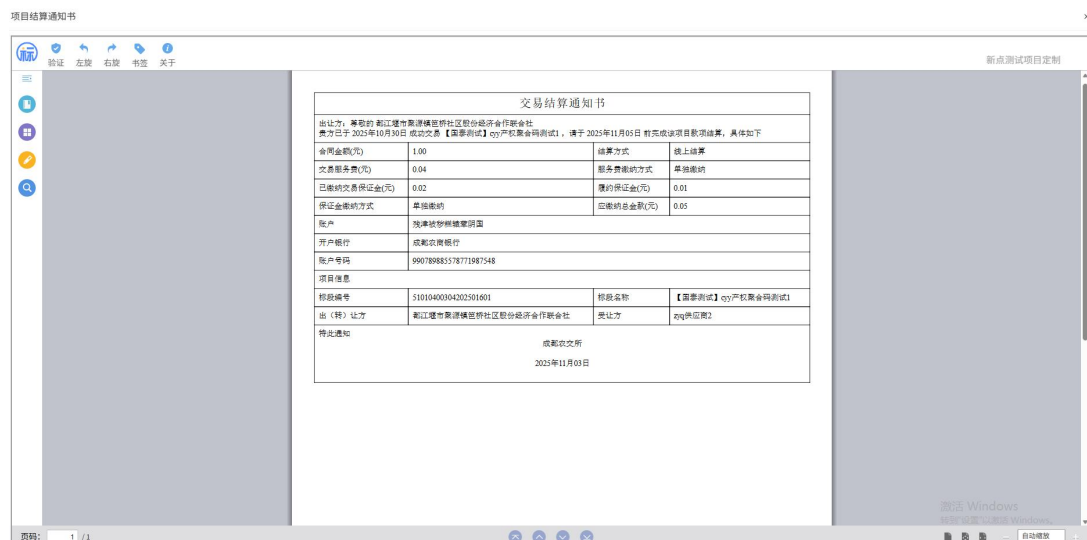 项目结算通知书
验证 左旋 右旋 书签 关于
新点测试项目定制
交易结算通知书
出让方：尊敬的 都江堰市聚源镇笆桥社区股份经济合作联合社
贵方已于 2025年10月30日 成功交易 【国泰测试】cyy产权聚合码测试1 ，请于 2025年11月05日 前完成该项目款项结算，具体如下
合同金额(元) 1.00 结算方式 线上结算
交易服务费(元) 0.04 服务费缴纳方式 单独缴纳
已缴纳交易保证金(元) 0.02 履约保证金(元) 0.01
保证金缴纳方式 单独缴纳 应缴纳总金额(元) 0.05
账户
开户银行 成都农商银行
账户号码 990789885578771987548
项目信息
标段编号 51010400304202501601 标段名称 【国泰测试】cyy产权聚合码测试1
出（转）让方 都江堰市聚源镇笆桥社区股份经济合作联合社 受让方 zyq供应商2
特此通知
成都农交所
2025年11月03日
激活 Windows
转到"设置"以激活 Windows。
页码： 1 /1 自动缩放